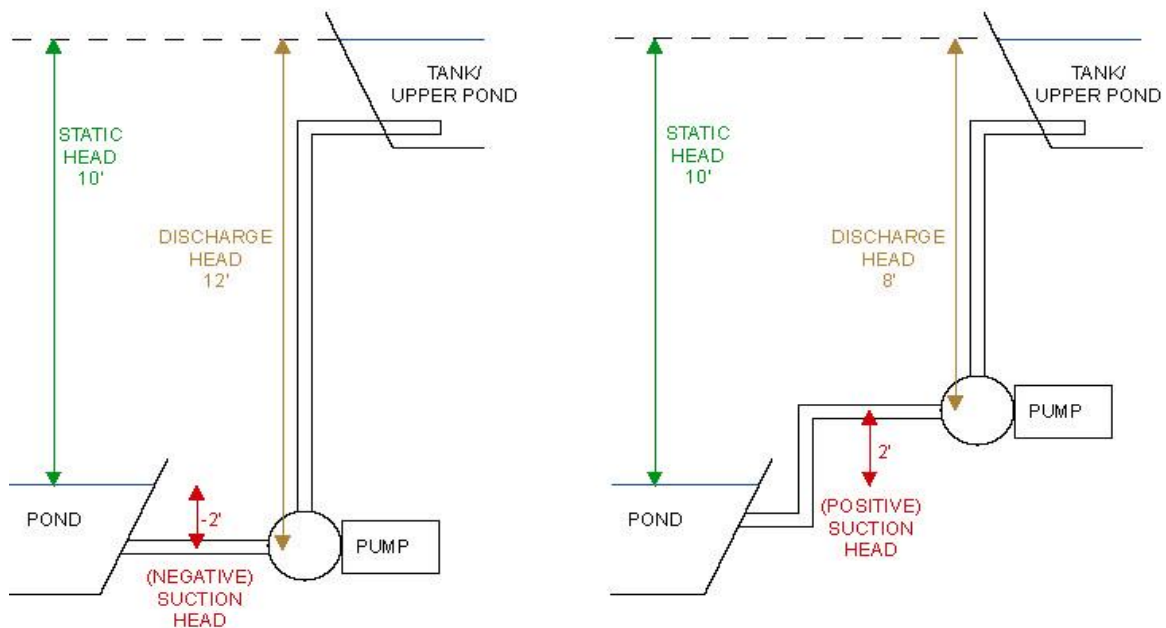 TANK/
UPPER POND
STATIC
HEAD
10'
DISCHARGE
HEAD
12'
POND
-2'
PUMP
(NEGATIVE)
SUCTION
HEAD
TANK/
UPPER POND
STATIC
HEAD
10'
DISCHARGE
HEAD
8'
PUMP
2'
POND
(POSITIVE)
SUCTION
HEAD